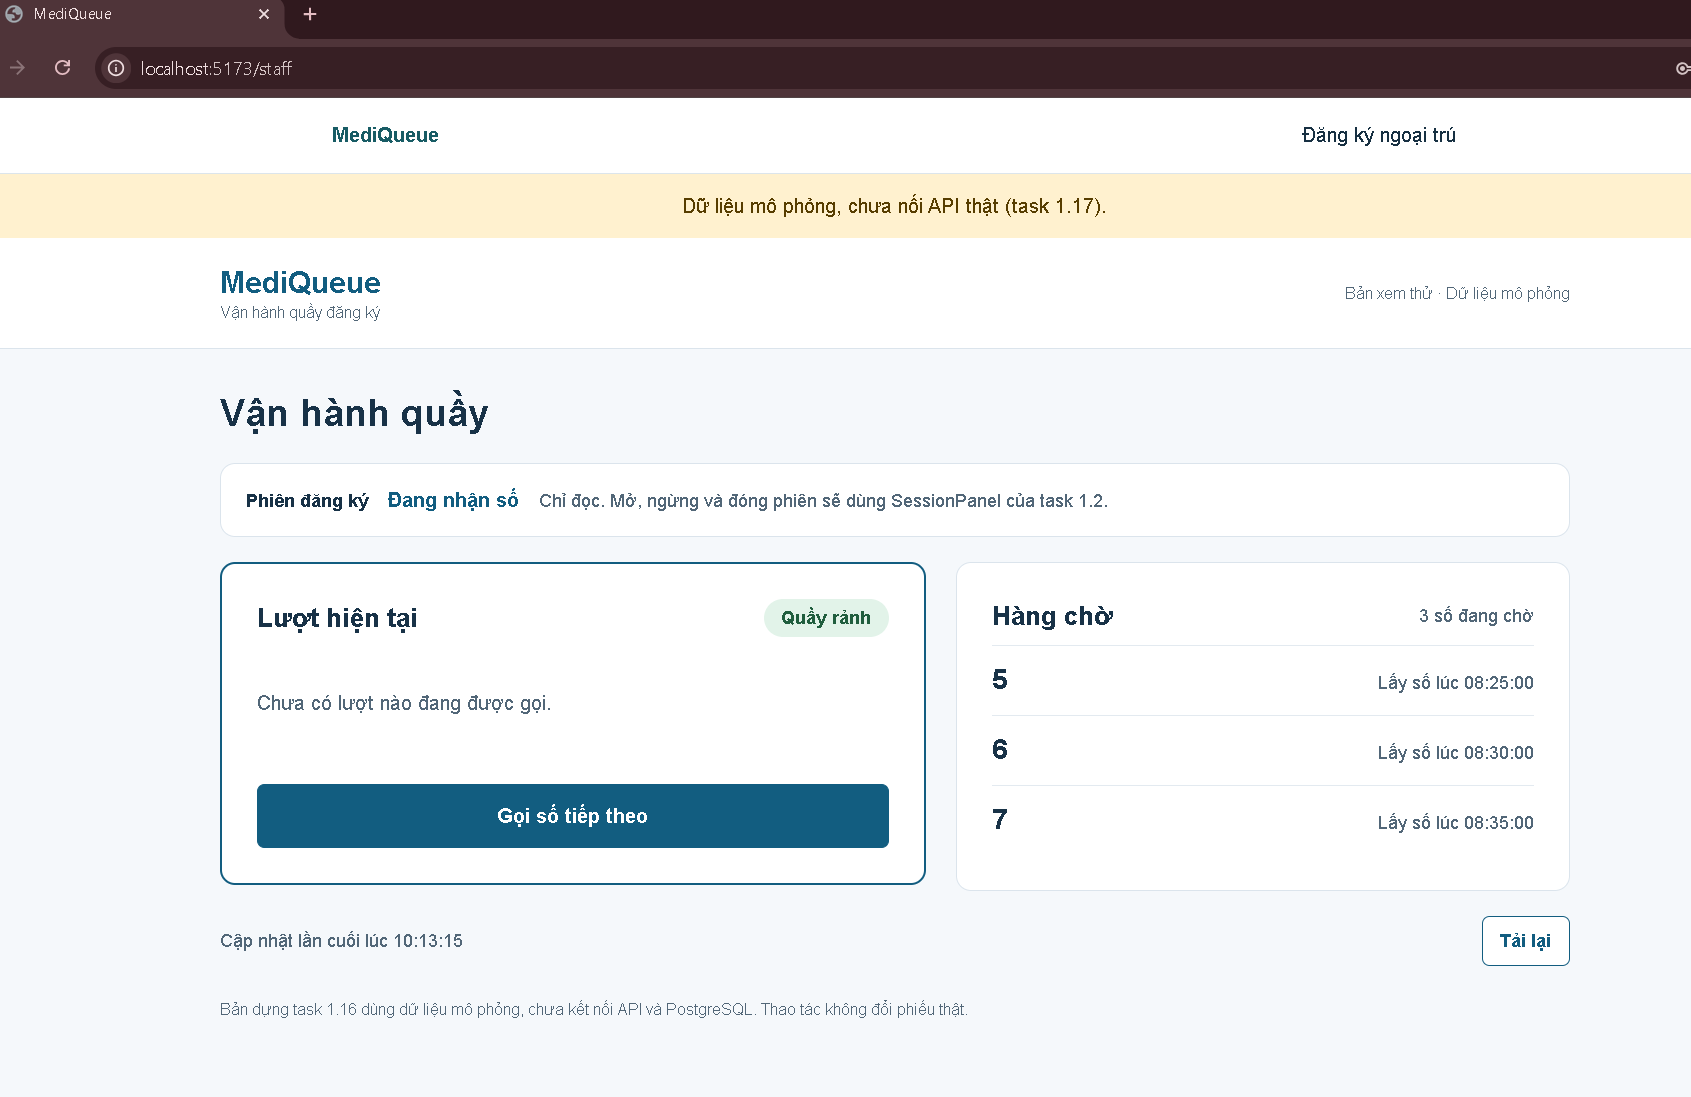 MediQueue
localhost:5173/staff
MediQueue
Đăng ký ngoại trú
Dữ liệu mô phỏng, chưa nối API thật (task 1.17).
MediQueue
Vận hành quầy đăng ký
Bản xem thử · Dữ liệu mô phỏng
Vận hành quầy
Phiên đăng ký Đang nhận số Chỉ đọc. Mở, ngừng và đóng phiên sẽ dùng SessionPanel của task 1.2.
Lượt hiện tại
Quầy rảnh
Chưa có lượt nào đang được gọi.
Gọi số tiếp theo
Hàng chờ
3 số đang chờ
5 Lấy số lúc 08:25:00
6 Lấy số lúc 08:30:00
7 Lấy số lúc 08:35:00
Cập nhật lần cuối lúc 10:13:15
Tải lại
Bản dựng task 1.16 dùng dữ liệu mô phỏng, chưa kết nối API và PostgreSQL. Thao tác không đổi phiếu thật.